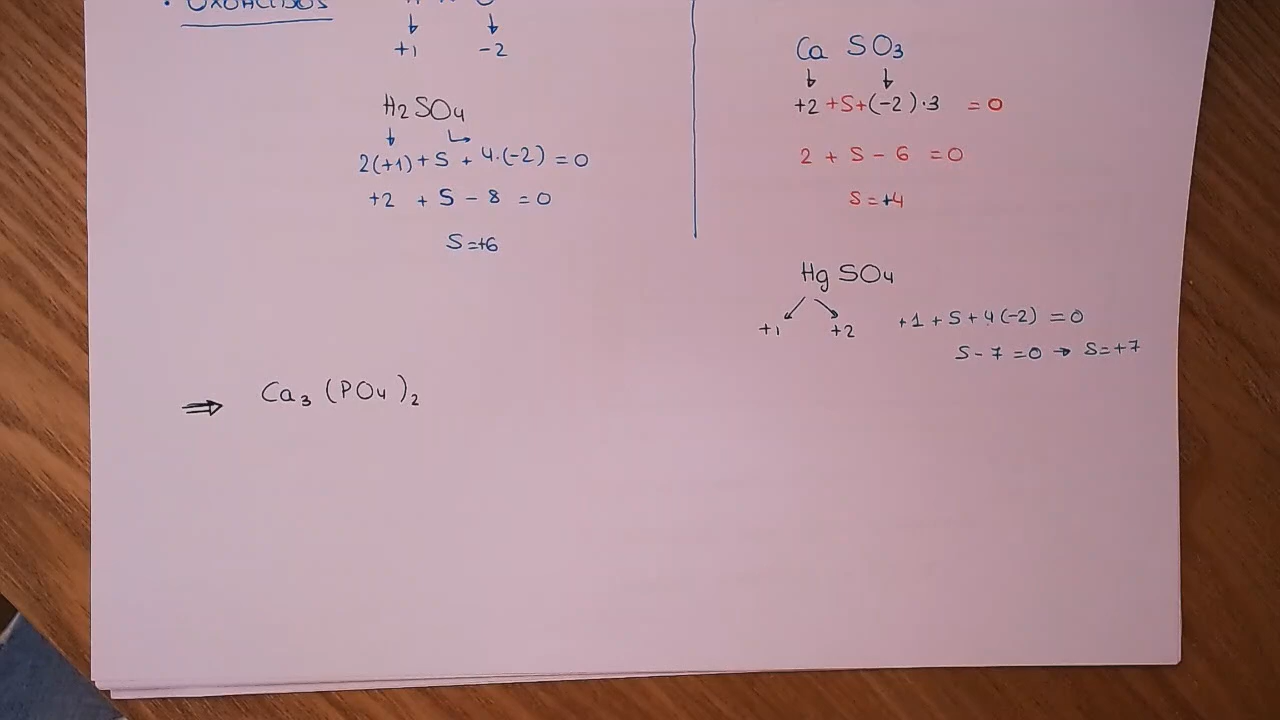 · OXOÁCIDOS
+1 -2
H2SO4
2(+1) + S + 4·(-2) = 0
+2 + S - 8 = 0
S = +6
Ca SO3
+2 + S + (-2)·3 = 0
2 + S - 6 = 0
S = +4
Hg SO4
+1 +2 +1 + S + 4(-2) = 0
S - 7 = 0 → S = +7
⇒ Ca3 (PO4)2